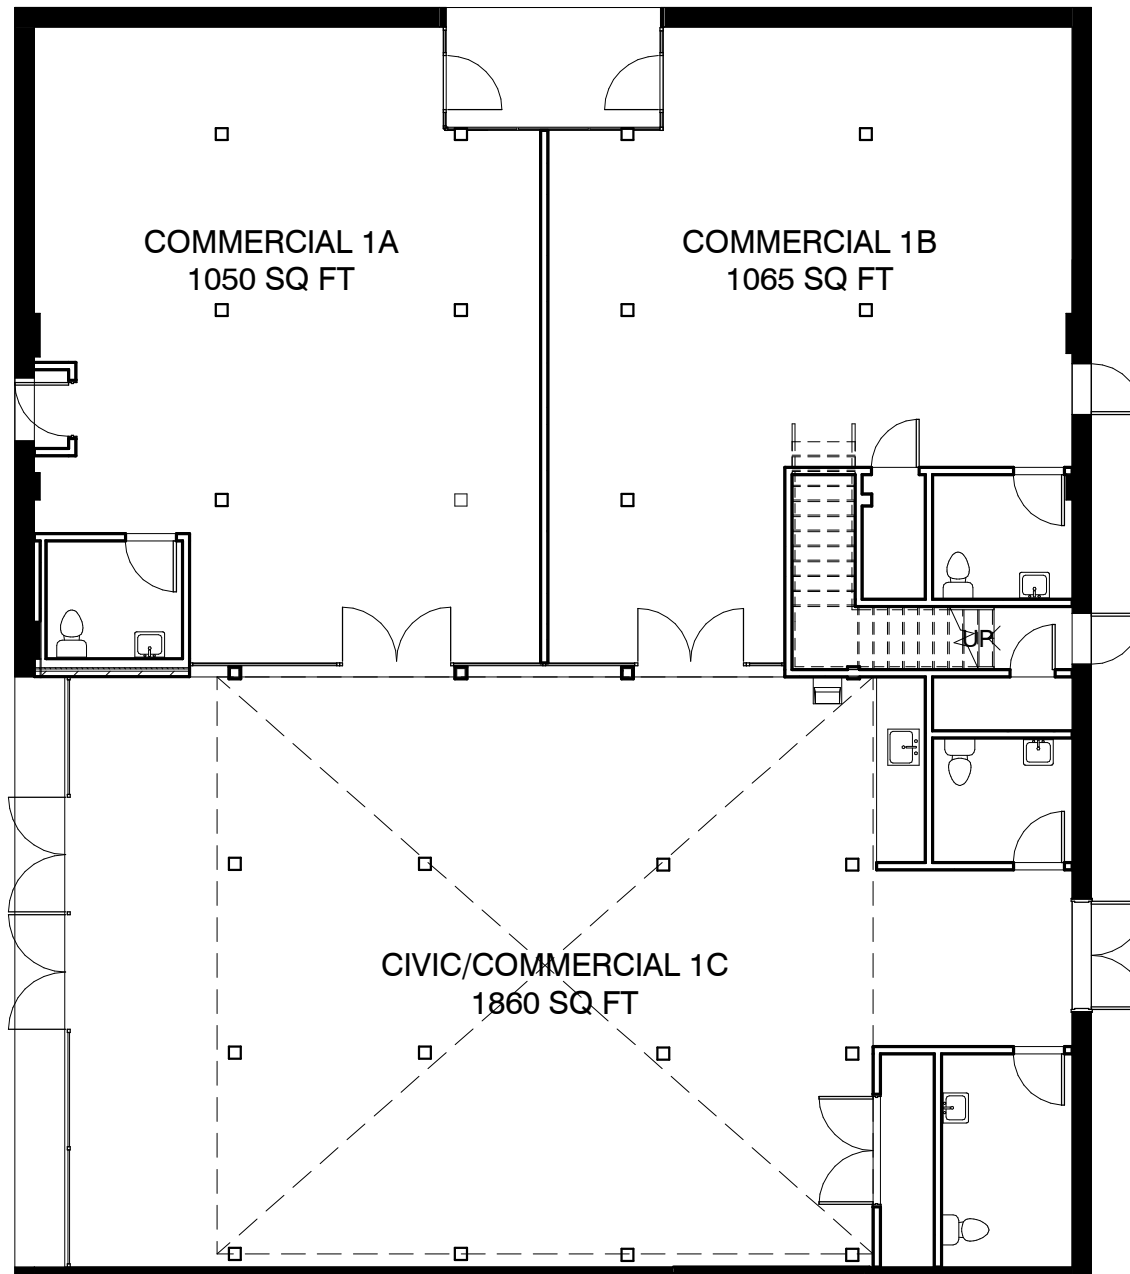 COMMERCIAL 1A
1050 SQ FT
COMMERCIAL 1B
1065 SQ FT
UP
CIVIC/COMMERCIAL 1C
1860 SQ FT